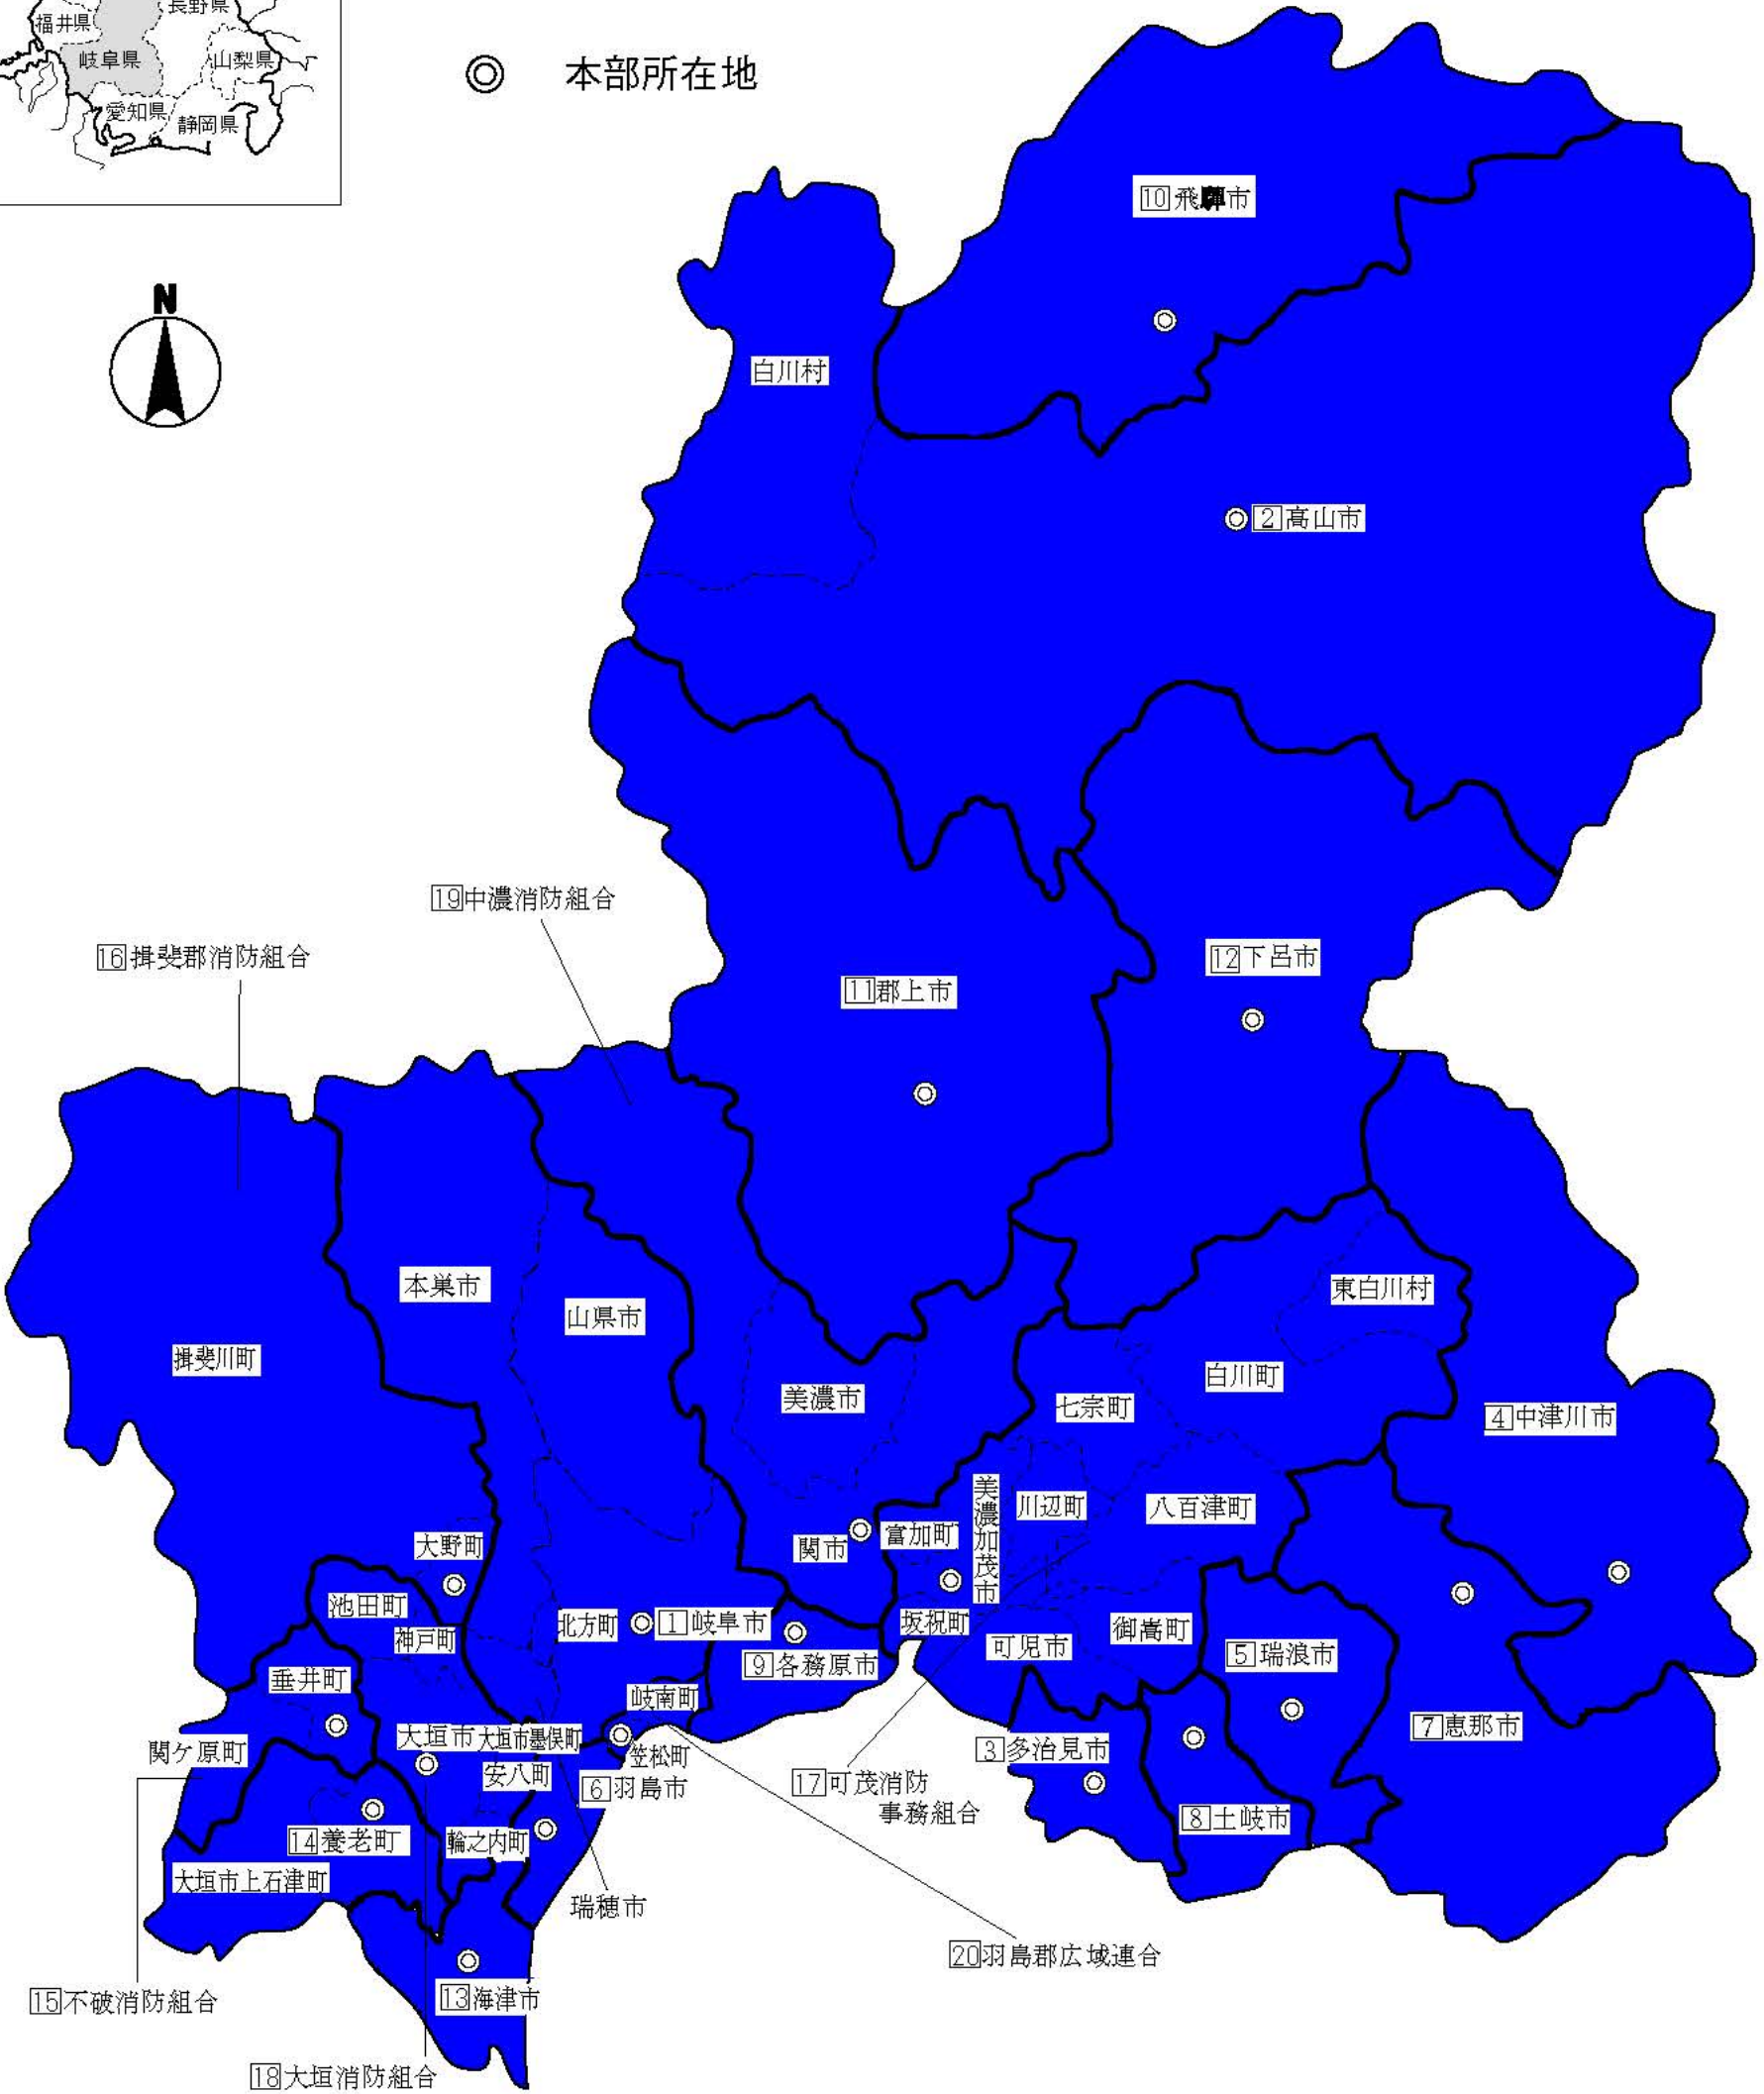 福井県
長野県
岐阜県
山梨県
愛知県
静岡県
◎ 本部所在地
N
10飛騨市
白川村
2高山市
19中濃消防組合
16揖斐郡消防組合
12下呂市
11郡上市
本巣市
山県市
東白川村
揖斐川町
白川町
美濃市
七宗町
4中津川市
美濃加茂市
川辺町
八百津町
大野町
関市
富加町
池田町
北方町
1岐阜市
坂祝町
御嵩町
神戸町
可児市
5瑞浪市
9各務原市
垂井町
岐南町
7恵那市
関ケ原町
大垣市
大垣市墨俣町
笠松町
3多治見市
安八町
6羽島市
17可茂消防
事務組合
8土岐市
14養老町
輪之内町
大垣市上石津町
瑞穂市
20羽島郡広域連合
15不破消防組合
13海津市
18大垣消防組合